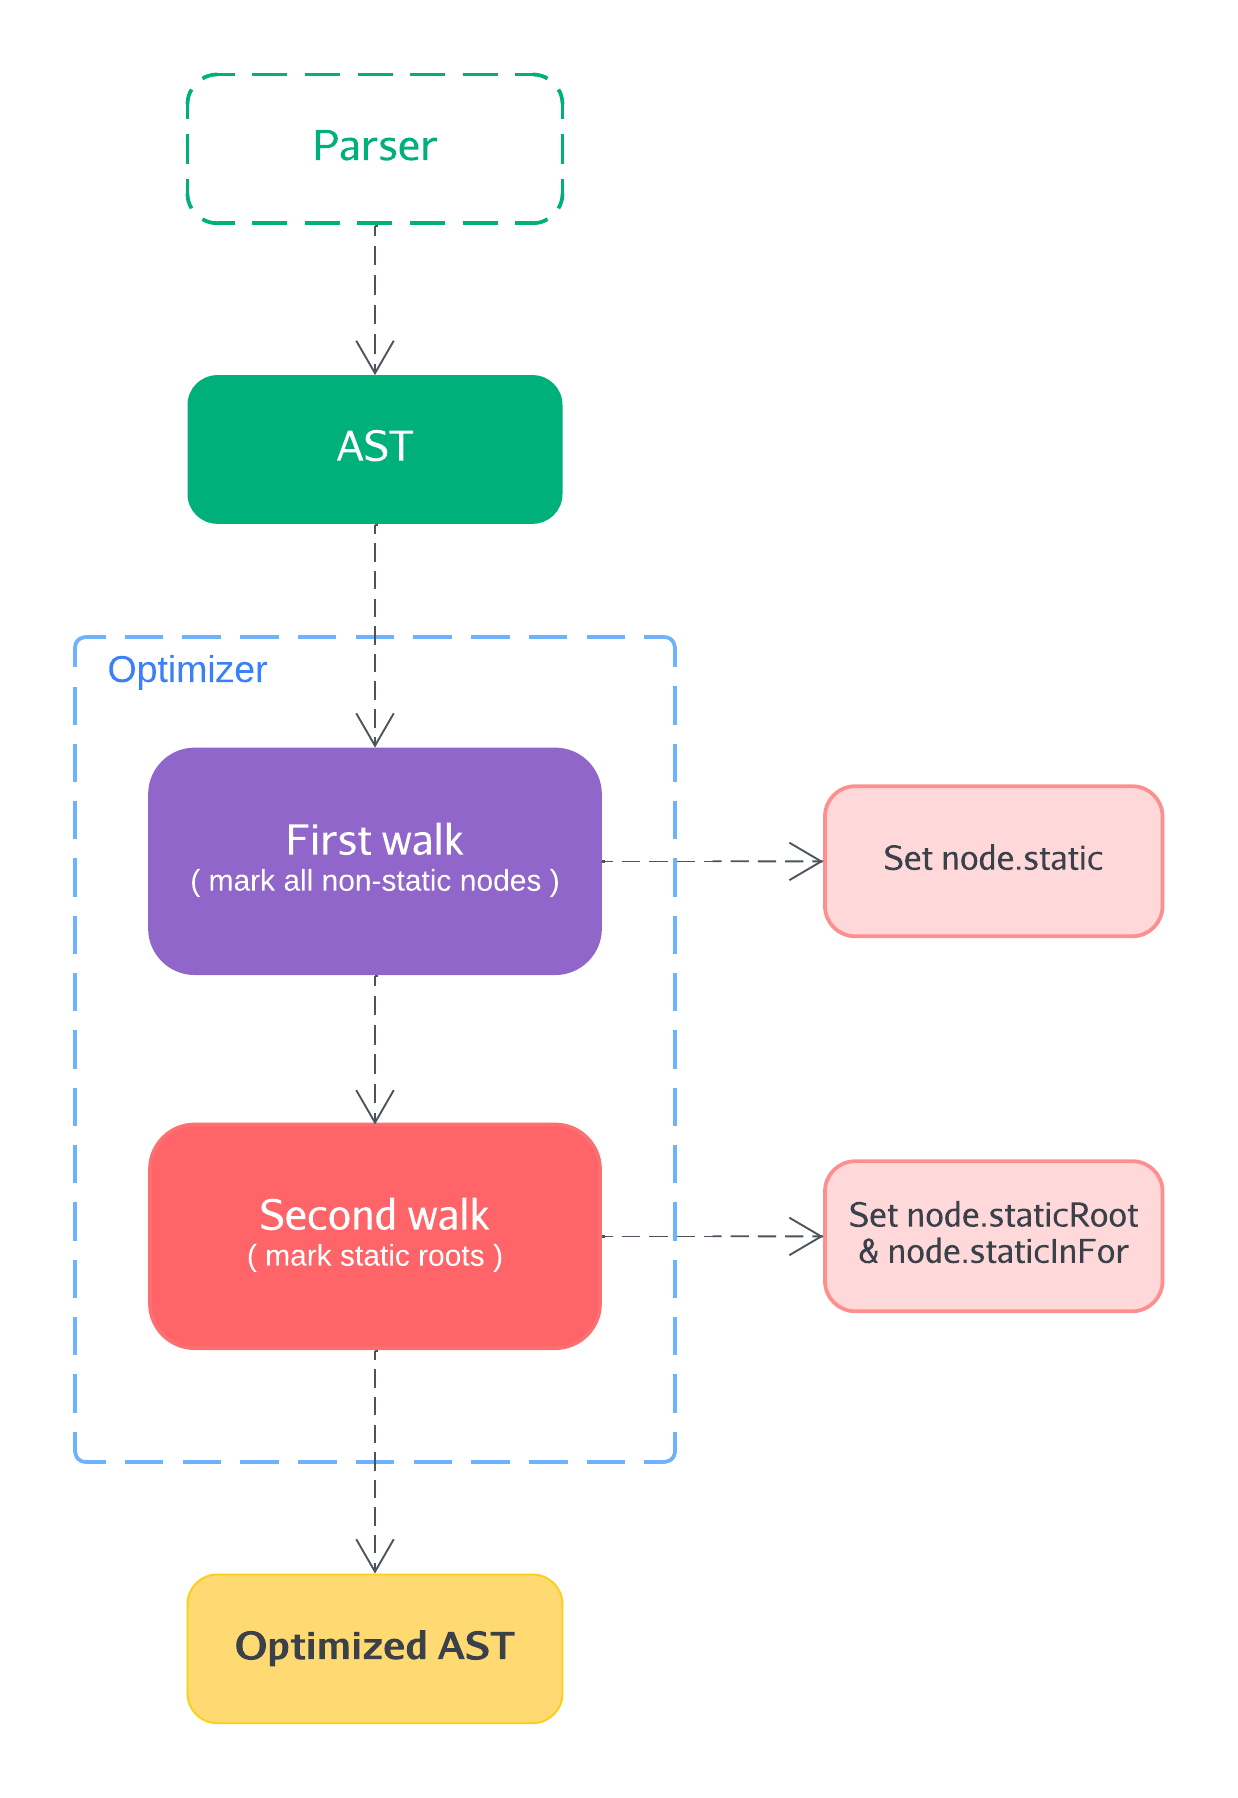 Parser
AST
Optimizer
First walk
( mark all non-static nodes )
Set node.static
Second walk
( mark static roots )
Set node.staticRoot
& node.staticInFor
Optimized AST